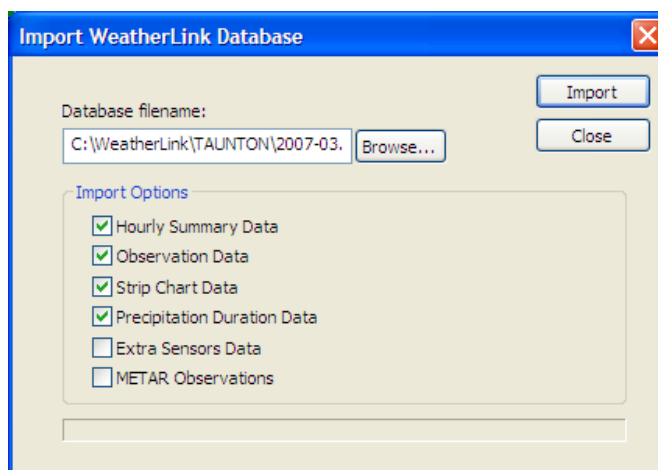 Import WeatherLink Database
Import
Database filename:
C:\WeatherLink\TAUNTON\2007-03.
Browse...
Close
Import Options
Hourly Summary Data
Observation Data
Strip Chart Data
Precipitation Duration Data
Extra Sensors Data
METAR Observations